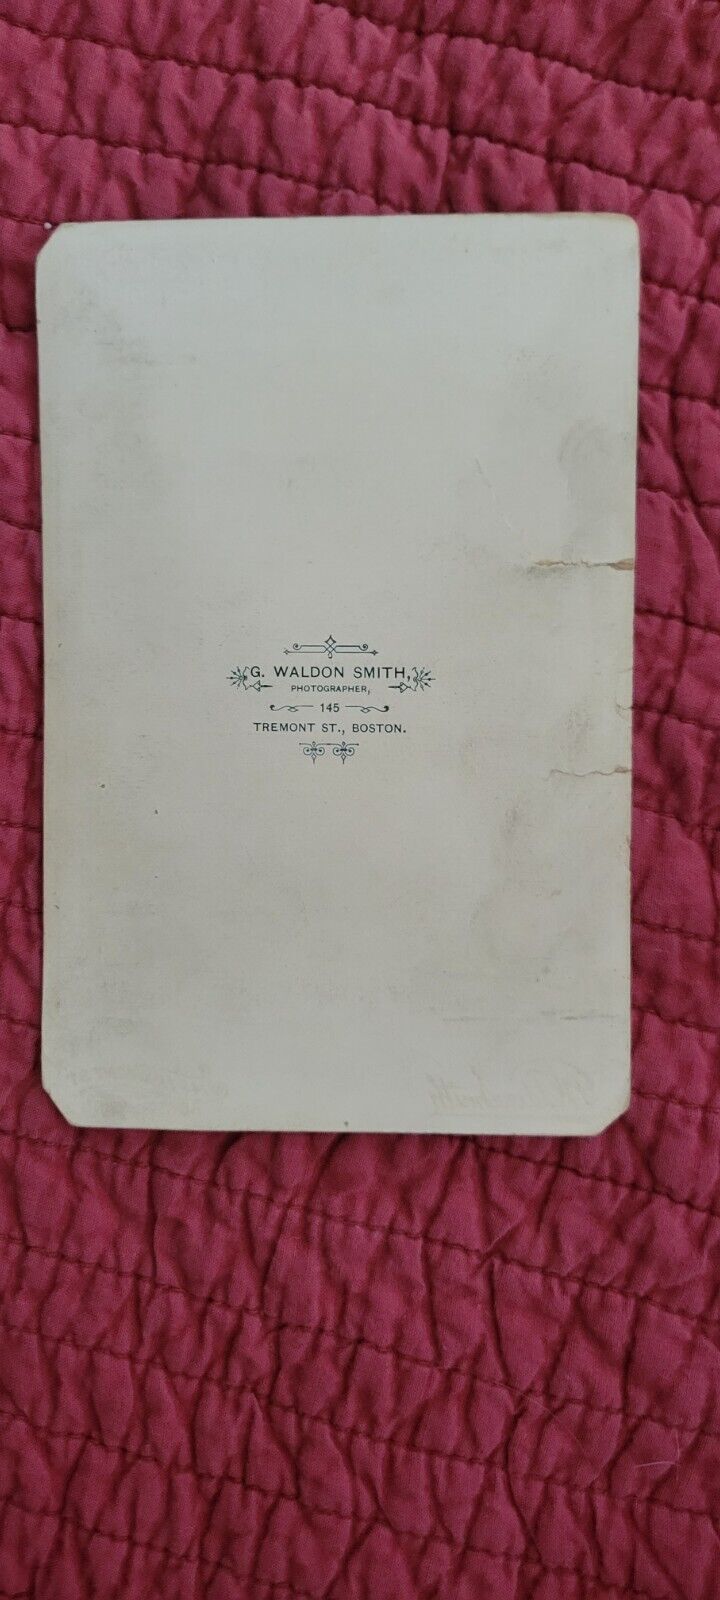 G. WALDON SMITH,
PHOTOGRAPHER,
145
TREMONT ST., BOSTON.